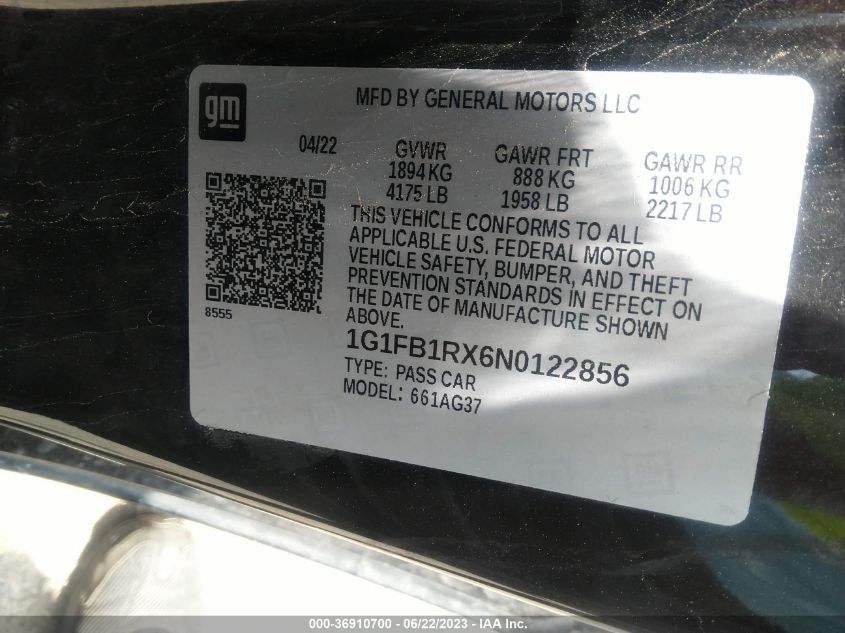 gm
MFD BY GENERAL MOTORS LLC
04/22
GVWR GAWR FRT GAWR RR
1894 KG 888 KG 1006 KG
4175 LB 1958 LB 2217 LB
8555
THIS VEHICLE CONFORMS TO ALL
APPLICABLE U.S. FEDERAL MOTOR
VEHICLE SAFETY, BUMPER, AND THEFT
PREVENTION STANDARDS IN EFFECT ON
THE DATE OF MANUFACTURE SHOWN
ABOVE.
1G1FB1RX6N0122856
TYPE: PASS CAR
MODEL: 661AG37
000-36910700 - 06/22/2023 - IAA Inc.